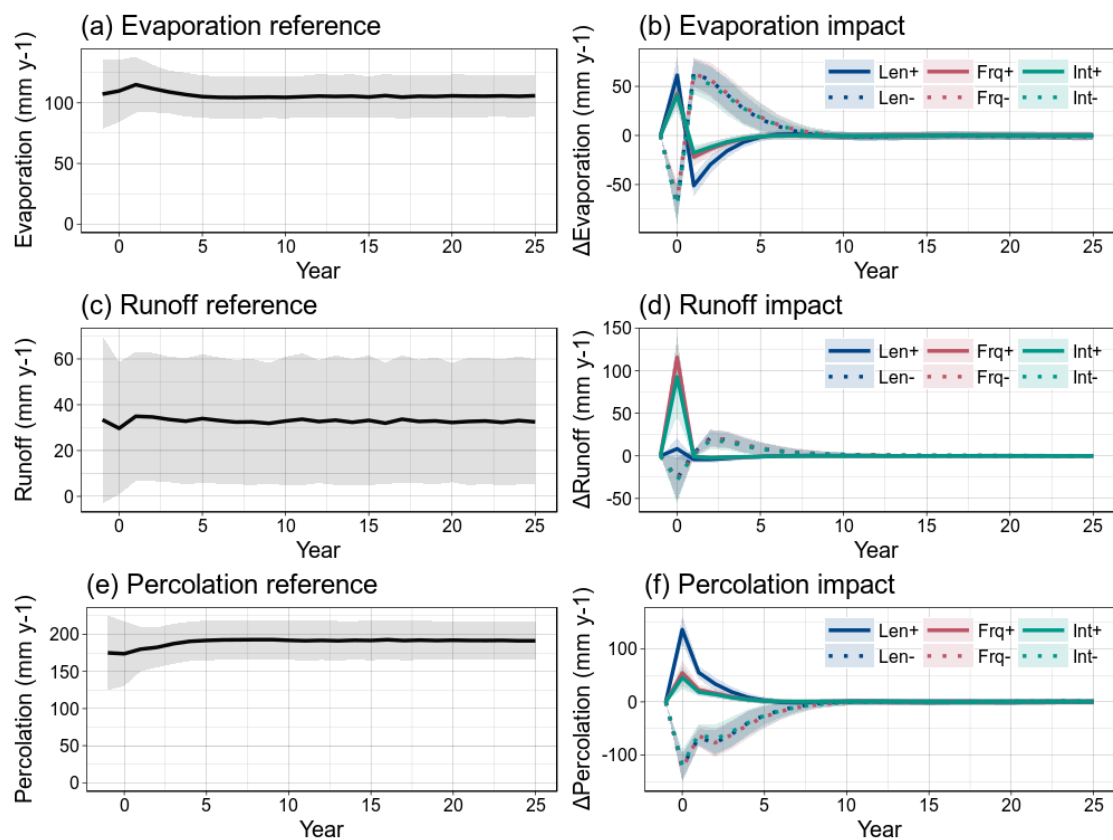 (a) Evaporation reference
Evaporation (mm y-1)
100
50
0
0 5 10 15 20 25
Year
(b) Evaporation impact
ΔEvaporation (mm y-1)
50
0
-50
Len+ Frq+ Int+
Len- Frq- Int-
0 5 10 15 20 25
Year
(c) Runoff reference
Runoff (mm y-1)
60
40
20
0
0 5 10 15 20 25
Year
(d) Runoff impact
ΔRunoff (mm y-1)
150
100
50
0
-50
Len+ Frq+ Int+
Len- Frq- Int-
0 5 10 15 20 25
Year
(e) Percolation reference
Percolation (mm y-1)
200
150
100
50
0
0 5 10 15 20 25
Year
(f) Percolation impact
ΔPercolation (mm y-1)
100
0
-100
Len+ Frq+ Int+
Len- Frq- Int-
0 5 10 15 20 25
Year